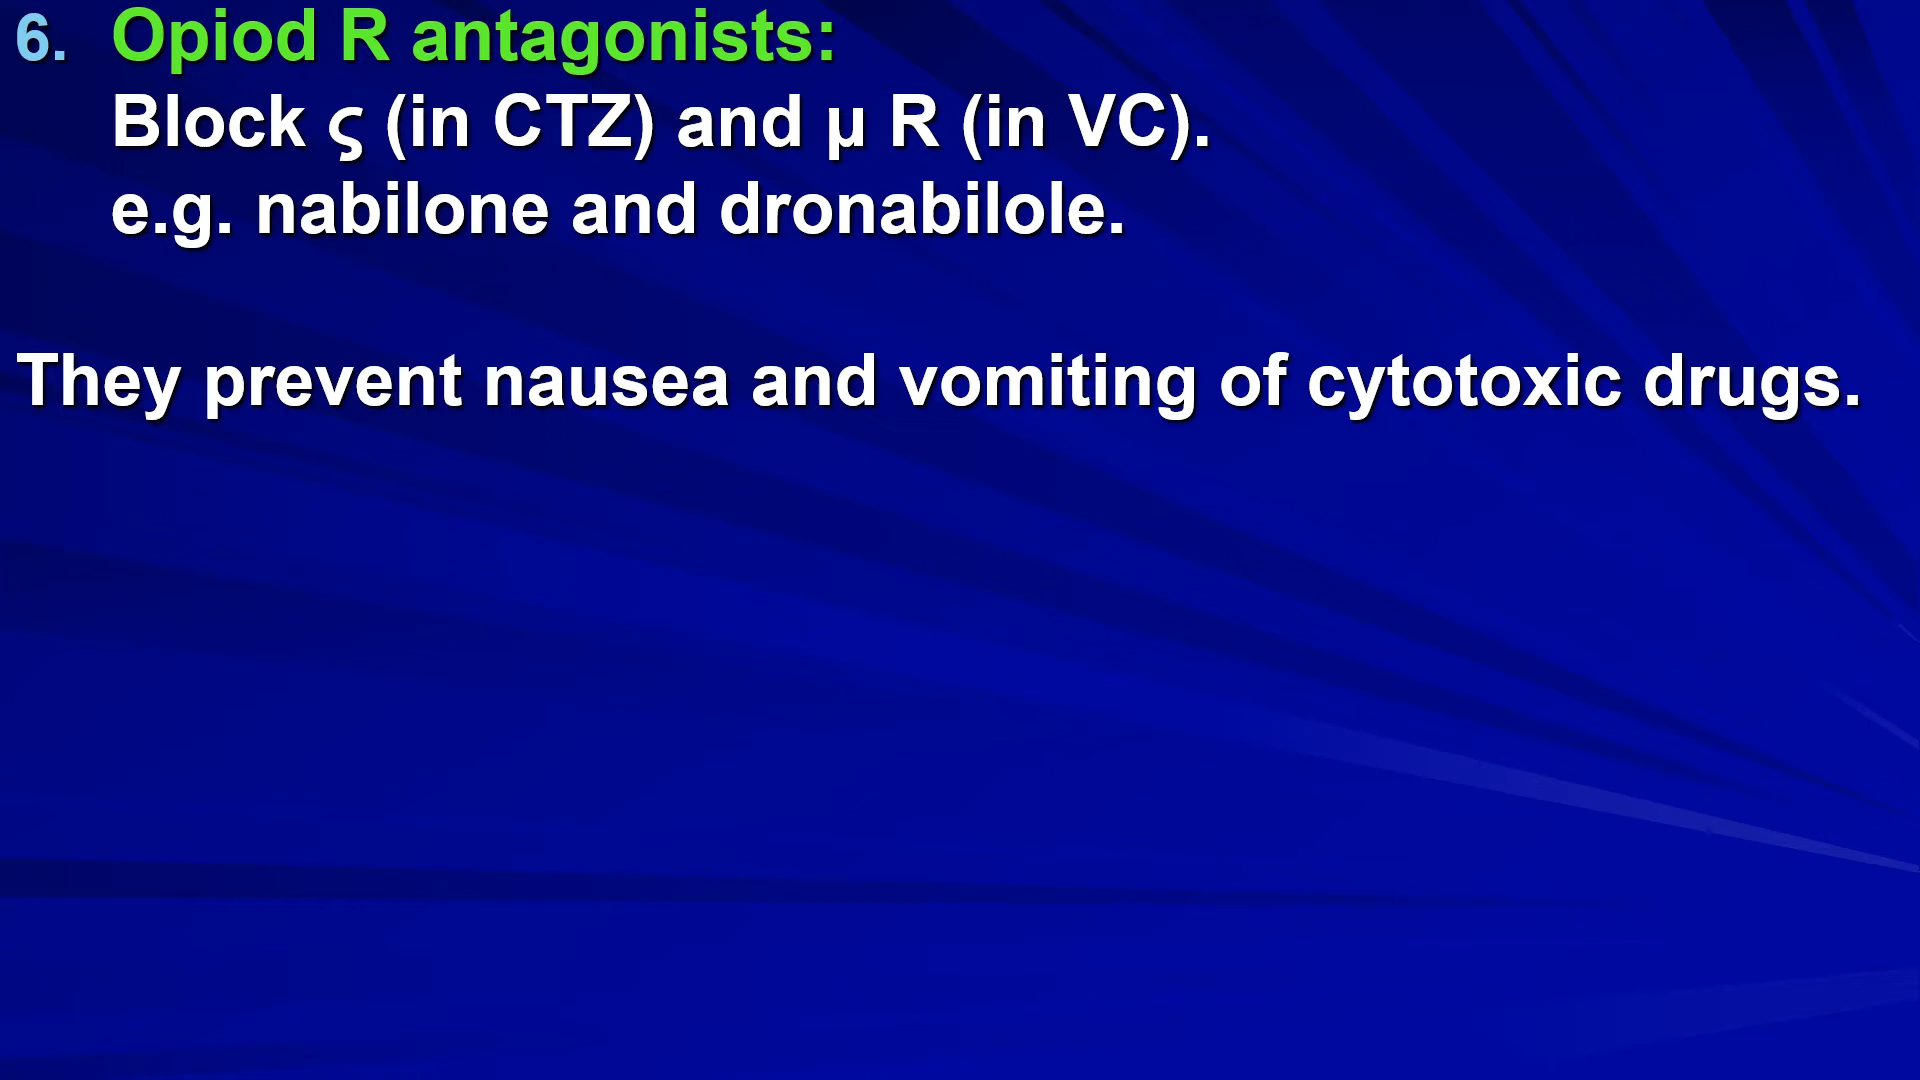 6. Opiod R antagonists:
Block ς (in CTZ) and μ R (in VC).
e.g. nabilone and dronabilole.
They prevent nausea and vomiting of cytotoxic drugs.